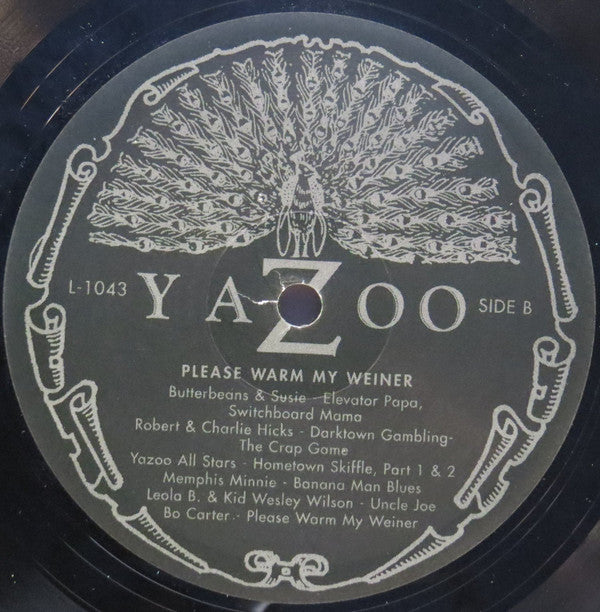 L-1043 YAZOO SIDE B
PLEASE WARM MY WEINER
Butterbeans & Susie - Elevator Papa,
Switchboard Mama
Robert & Charlie Hicks - Darktown Gambling-
The Crap Game
Yazoo All Stars - Hometown Skiffle, Part 1 & 2
Memphis Minnie - Banana Man Blues
Leola B. & Kid Wesley Wilson - Uncle Joe
Bo Carter - Please Warm My Weiner